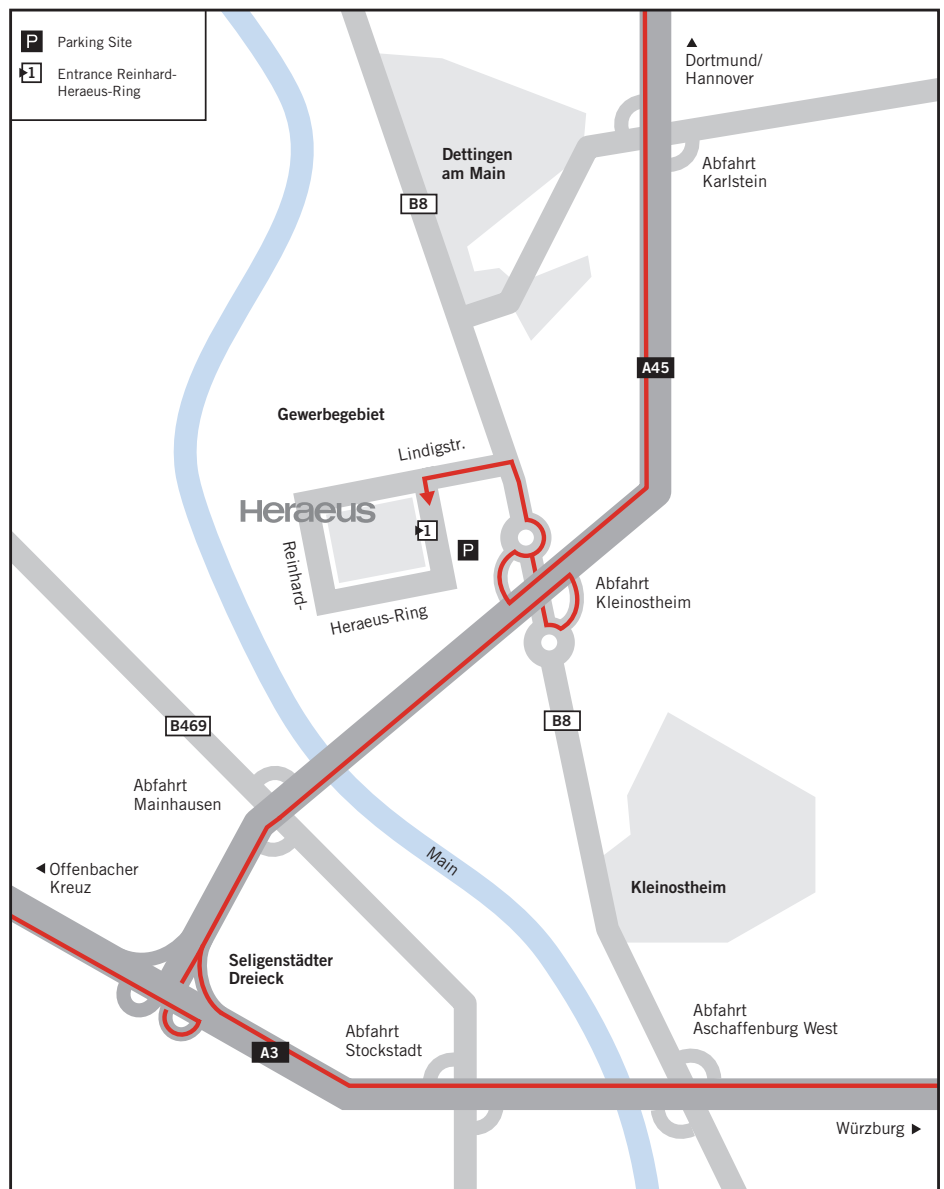 P Parking Site
1 Entrance Reinhard-
Heraeus-Ring
Dortmund/
Hannover
Dettingen
am Main
Abfahrt
Karlstein
B8
A45
Gewerbegebiet
Lindigstr.
Heraeus
1
P
Reinhard-
Heraeus-Ring
Abfahrt
Kleinostheim
B469
B8
Abfahrt
Mainhausen
Main
Offenbacher
Kreuz
Kleinostheim
Seligenstädter
Dreieck
Abfahrt
Aschaffenburg West
Abfahrt
Stockstadt
A3
Würzburg